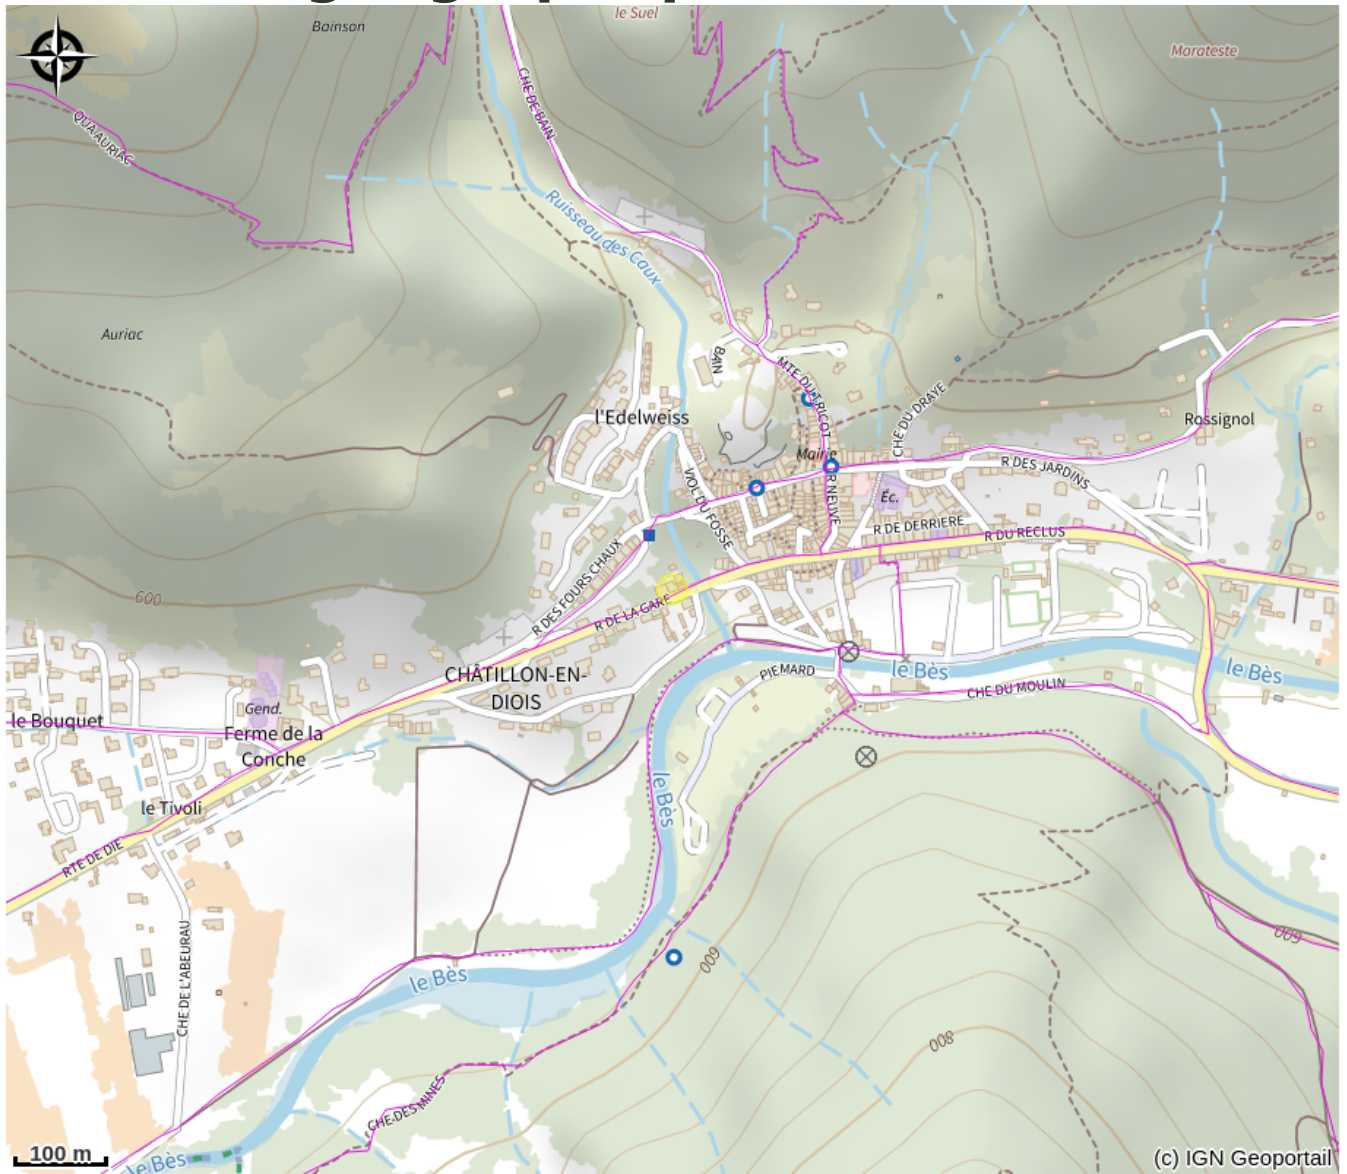 le Suel
Bainson
Marateste
CHE DE BAIN
QUA AURIAC
Ruisseau des Caux
Auriac
BAIN
MTE DU TRICOT
CHE DU DRAYE
l'Edelweiss
Rossignol
Mairie
R DES JARDINS
VIOL DU FOSSE
R NEUVE
Éc.
R DE DERRIERE
R DU RECLUS
R DES FOURS CHAUX
600
R DE LA GARE
CHÂTILLON-EN-
DIOIS
PIEMARD
le Bès
le Bès
CHE DU MOULIN
Gend.
le Bouquet
Ferme de la
Conche
le Bès
le Tivoli
RTE DE DIE
CHE DE L'ABEURAU
600
600
le Bès
800
CHE DES MINES
100 m
le Bès
(c) IGN Geoportail